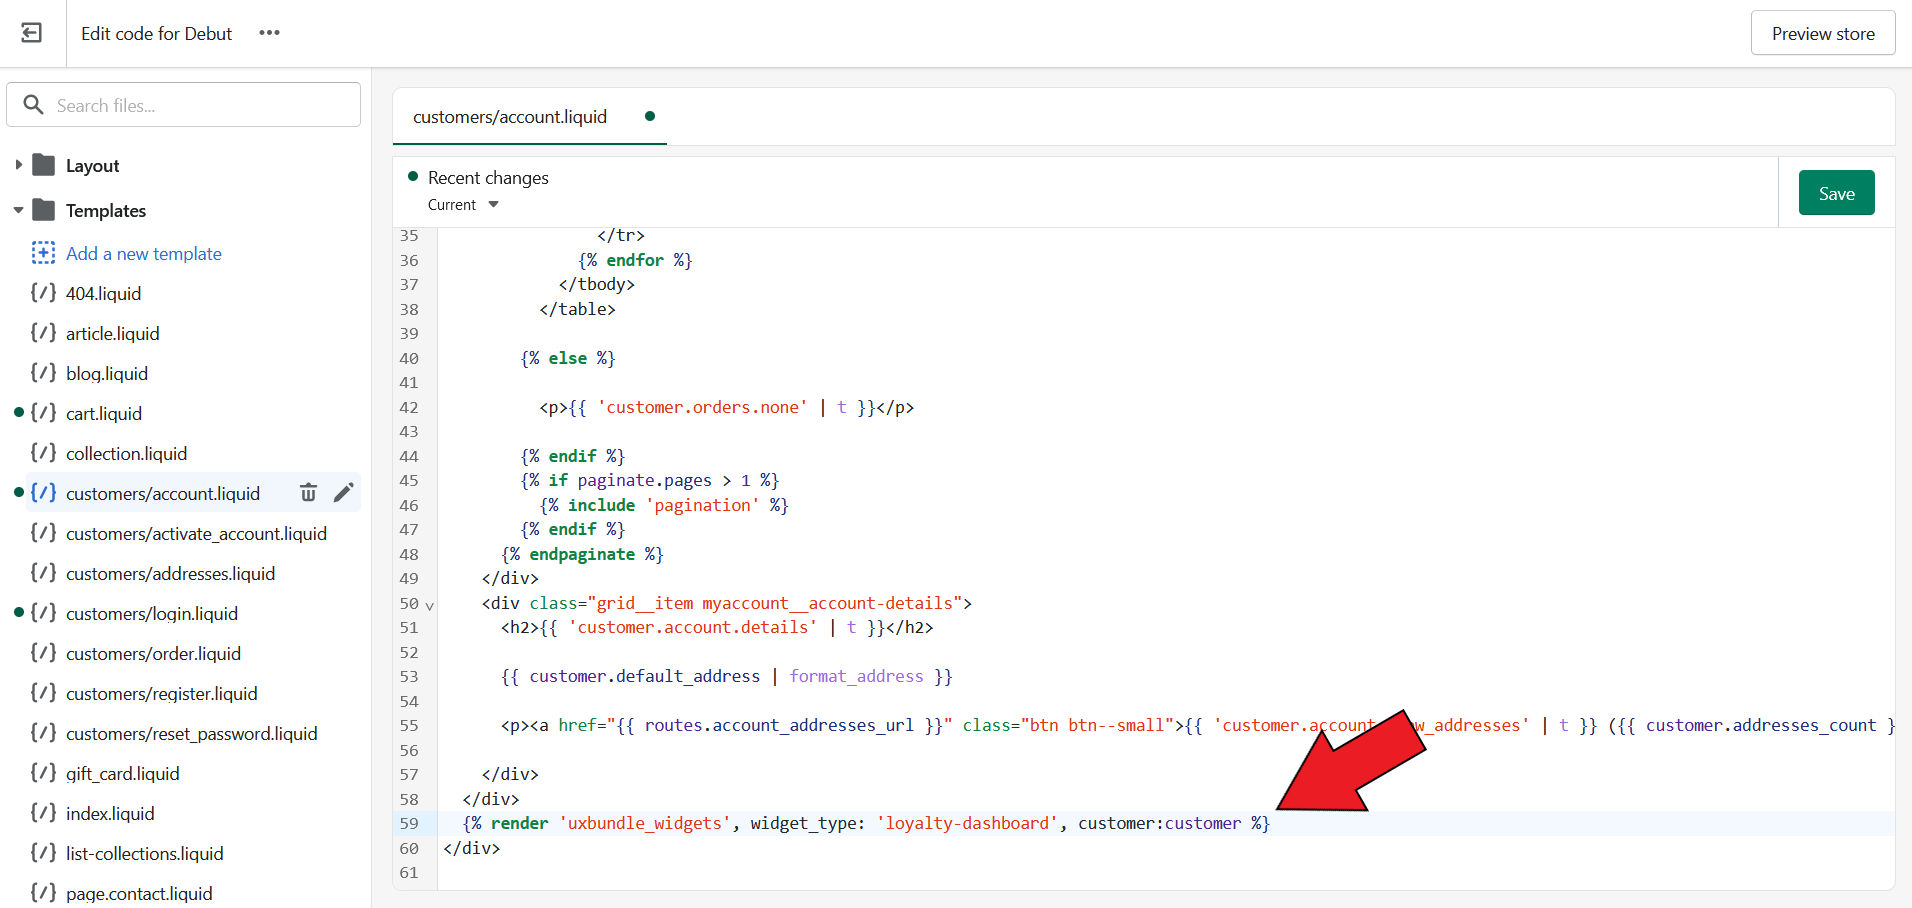 Edit code for Debut
Preview store
Search files...
Layout
Templates
Add a new template
404.liquid
article.liquid
blog.liquid
cart.liquid
collection.liquid
customers/account.liquid
customers/activate_account.liquid
customers/addresses.liquid
customers/login.liquid
customers/order.liquid
customers/register.liquid
customers/reset_password.liquid
gift_card.liquid
index.liquid
list-collections.liquid
page.contact.liquid
customers/account.liquid
Recent changes
Current
Save
35 </tr>
36 {% endfor %}
37 </tbody>
38 </table>
39
40 {% else %}
41
42 <p>{{ 'customer.orders.none' | t }}</p>
43
44 {% endif %}
45 {% if paginate.pages > 1 %}
46 {% include 'pagination' %}
47 {% endif %}
48 {% endpaginate %}
49 </div>
50 <div class="grid__item myaccount__account-details">
51 <h2>{{ 'customer.account.details' | t }}</h2>
52
53 {{ customer.default_address | format_address }}
54
55 <p><a href="{{ routes.account_addresses_url }}" class="btn btn--small">{{ 'customer.account w_addresses' | t }} ({{ customer.addresses_count }
56
57 </div>
58 </div>
59 {% render 'uxbundle_widgets', widget_type: 'loyalty-dashboard', customer:customer %}
60 </div>
61